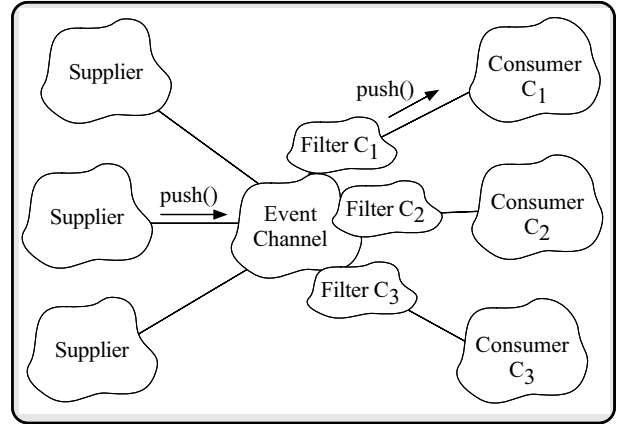 Supplier
Consumer
C1
push()
Filter C1
push()
Supplier
Event
Channel
Filter C2
Consumer
C2
Filter C3
Supplier
Consumer
C3